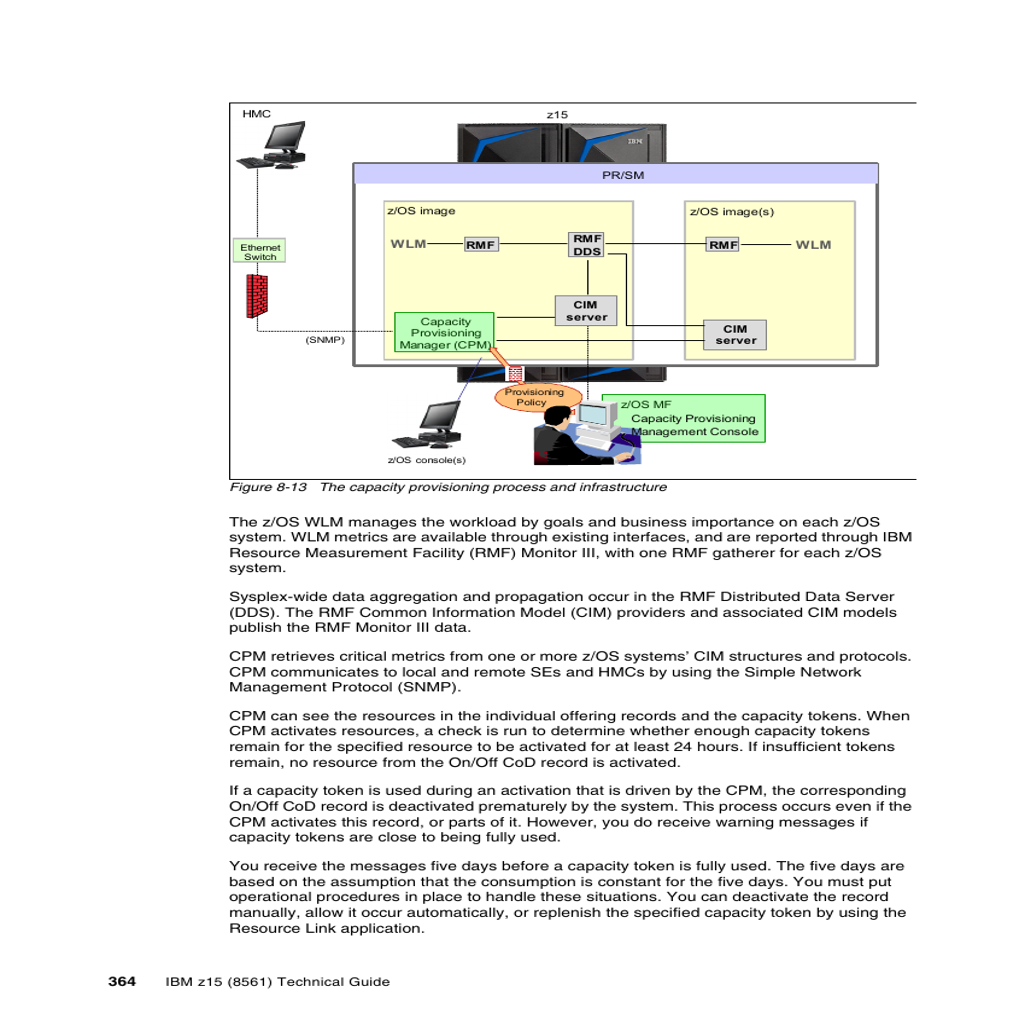 HMC
z15
IBM
PR/SM
z/OS image
z/OS image(s)
WLM
RMF
RMF
DDS
RMF
WLM
Ethernet
Switch
CIM
server
Capacity
Provisioning
Manager (CPM)
CIM
server
(SNMP)
Provisioning
Policy
z/OS MF
Capacity Provisioning
Management Console
z/OS console(s)
Figure 8-13 The capacity provisioning process and infrastructure
The z/OS WLM manages the workload by goals and business importance on each z/OS
system. WLM metrics are available through existing interfaces, and are reported through IBM
Resource Measurement Facility (RMF) Monitor III, with one RMF gatherer for each z/OS
system.
Sysplex-wide data aggregation and propagation occur in the RMF Distributed Data Server
(DDS). The RMF Common Information Model (CIM) providers and associated CIM models
publish the RMF Monitor III data.
CPM retrieves critical metrics from one or more z/OS systems’ CIM structures and protocols.
CPM communicates to local and remote SEs and HMCs by using the Simple Network
Management Protocol (SNMP).
CPM can see the resources in the individual offering records and the capacity tokens. When
CPM activates resources, a check is run to determine whether enough capacity tokens
remain for the specified resource to be activated for at least 24 hours. If insufficient tokens
remain, no resource from the On/Off CoD record is activated.
If a capacity token is used during an activation that is driven by the CPM, the corresponding
On/Off CoD record is deactivated prematurely by the system. This process occurs even if the
CPM activates this record, or parts of it. However, you do receive warning messages if
capacity tokens are close to being fully used.
You receive the messages five days before a capacity token is fully used. The five days are
based on the assumption that the consumption is constant for the five days. You must put
operational procedures in place to handle these situations. You can deactivate the record
manually, allow it occur automatically, or replenish the specified capacity token by using the
Resource Link application.
364 IBM z15 (8561) Technical Guide